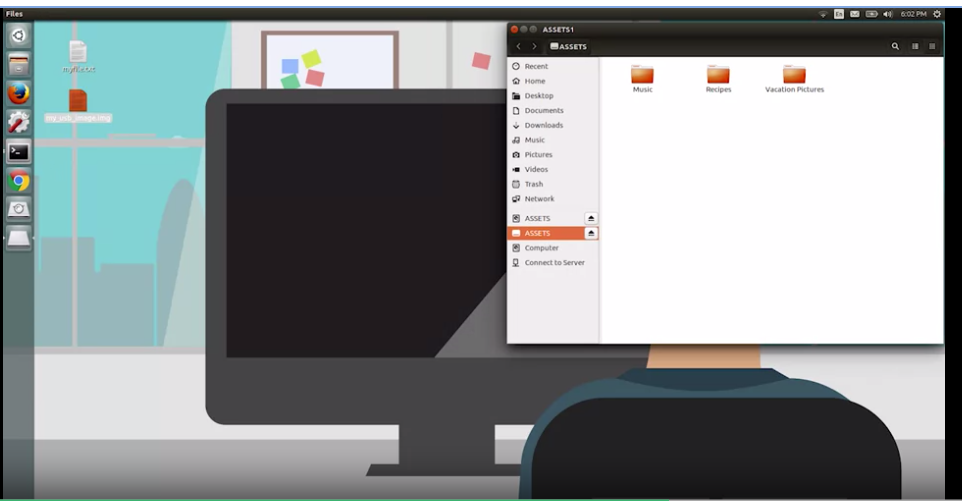 Files
En
6:02 PM
myfile.txt
my_usb_image.img
ASSETS1
ASSETS
Recent
Home
Desktop
Documents
Downloads
Music
Pictures
Videos
Trash
Network
ASSETS
ASSETS
Computer
Connect to Server
Music
Recipes
Vacation Pictures